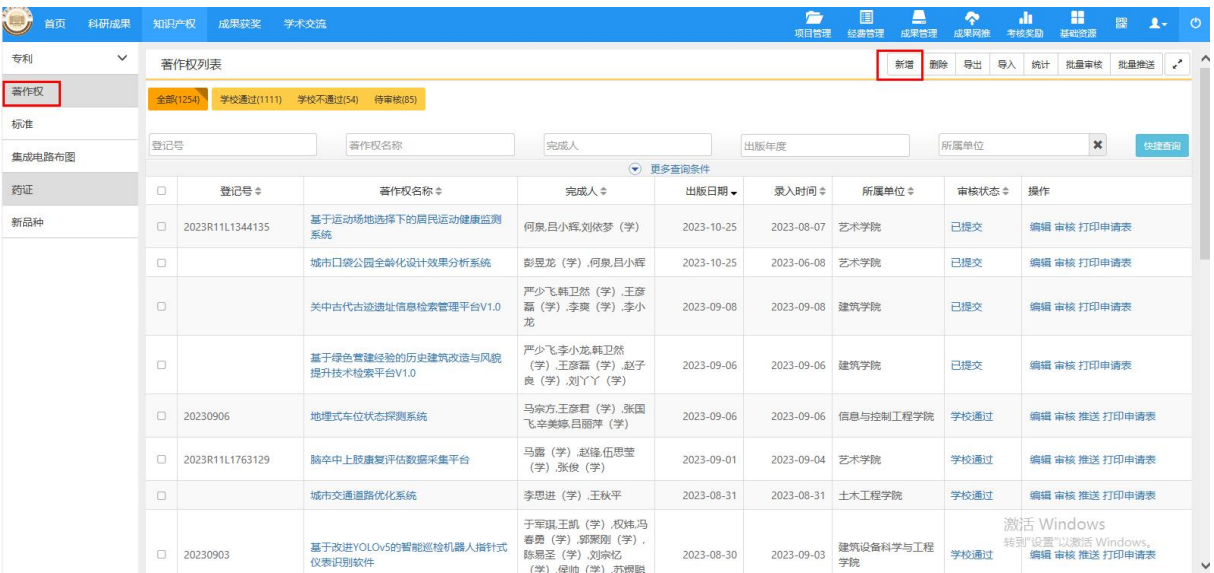 首页 科研成果 知识产权 成果获奖 学术交流 项目管理 经费管理 成果管理 成果网推 考核奖励 基础资源
专利
著作权列表 新增 删除 导出 导入 统计 批量审核 批量推送
著作权
全部(1254) 学校通过(1111) 学校不通过(54) 待审核(85)
标准
登记号 著作权名称 完成人 出版年度 所属单位 快捷查询
集成电路布图
更多查询条件
药证
登记号 著作权名称 完成人 出版日期 录入时间 所属单位 审核状态 操作
新品种
2023R11L1344135 基于运动场地选择下的居民运动健康监测 何泉,吕小辉,刘依梦（学） 2023-10-25 2023-08-07 艺术学院 已提交 编辑 审核 打印申请表
系统
城市口袋公园全龄化设计效果分析系统 彭昱龙（学）,何泉,吕小辉 2023-10-25 2023-06-08 艺术学院 已提交 编辑 审核 打印申请表
严少飞,韩卫然（学）,王彦
关中古代古迹遗址信息检索管理平台V1.0 磊（学）,李爽（学）,李小 2023-09-08 2023-09-08 建筑学院 已提交 编辑 审核 打印申请表
龙
严少飞,李小龙,韩卫然
基于绿色营建经验的历史建筑改造与风貌 （学）,王彦磊（学）,赵子 2023-09-06 2023-09-06 建筑学院 已提交 编辑 审核 打印申请表
提升技术检索平台V1.0 良（学）,刘丫丫（学）
20230906 地埋式车位状态探测系统 马宗方,王彦君（学）,张国 2023-09-06 2023-09-06 信息与控制工程学院 学校通过 编辑 审核 推送 打印申请表
飞,辛美婷,吕丽萍（学）
2023R11L1763129 脑卒中上肢康复评估数据采集平台 马露（学）,赵锋,伍思莹 2023-09-01 2023-09-04 艺术学院 学校通过 编辑 审核 推送 打印申请表
（学）,张俊（学）
城市交通道路优化系统 李思进（学）,王秋平 2023-08-31 2023-08-31 土木工程学院 学校通过 编辑 审核 推送 打印申请表
于军琪,王凯（学）,权炜,冯
激活 Windows
春勇（学）,郭聚刚（学）,
转到"设置"以激活 Windows。
20230903 基于改进YOLOv5的智能巡检机器人指针式 陈易圣（学）,刘宗亿 2023-08-30 2023-09-03 建筑设备科学与工程 学校通过 编辑 审核 推送 打印申请表
仪表识别软件 （学）,侯帅（学） 学院